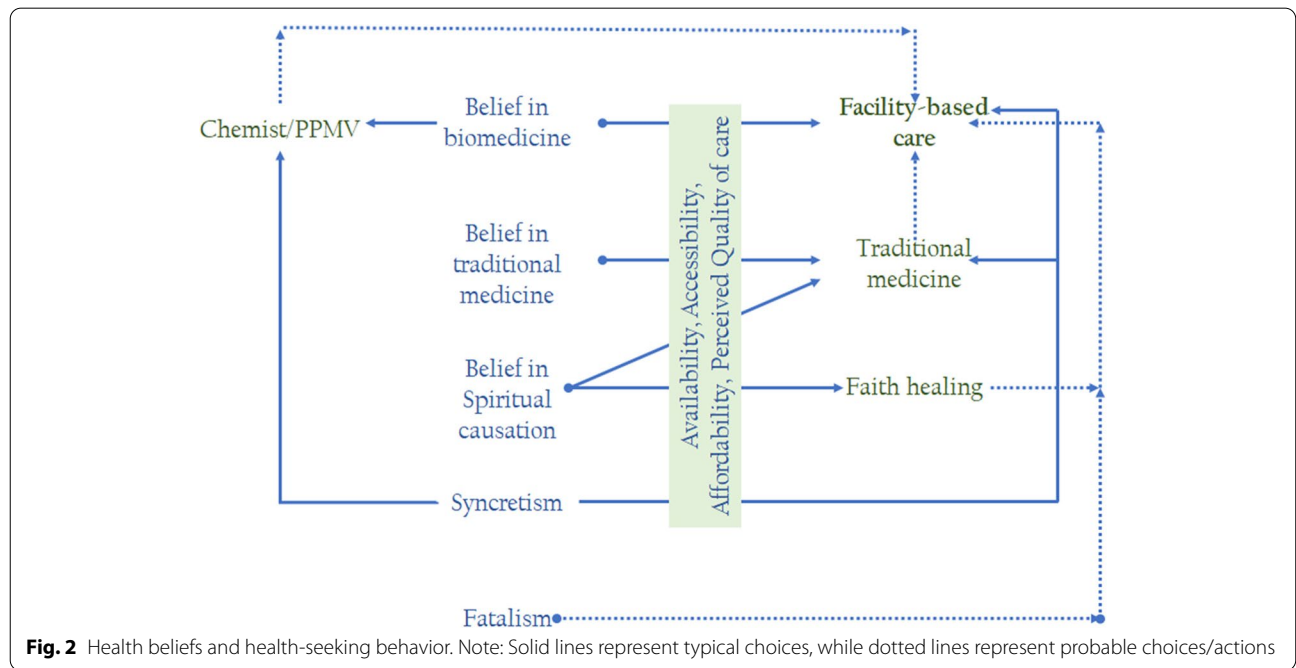 Chemist/PPMV
Belief in
biomedicine
Facility-based
care
Belief in
traditional
medicine
Traditional
medicine
Belief in
Spiritual
causation
Faith healing
Syncretism
Fatalism
Availability, Accessibility,
Affordability, Perceived Quality of care
Fig. 2 Health beliefs and health-seeking behavior. Note: Solid lines represent typical choices, while dotted lines represent probable choices/actions